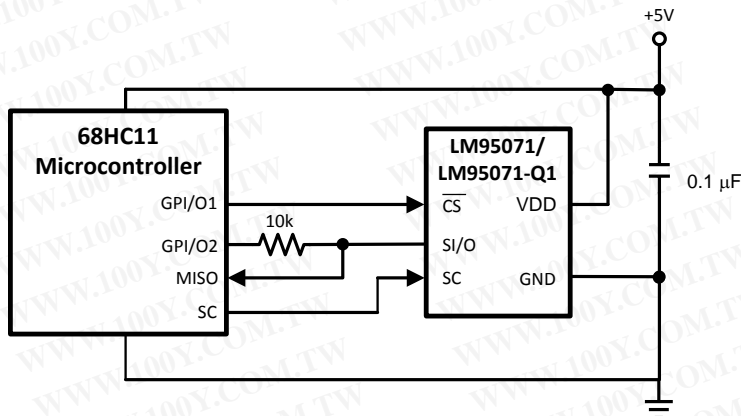 +5V
68HC11
Microcontroller
LM95071/
LM95071-Q1
0.1 μF
GPI/O1
CS
VDD
10k
GPI/O2
SI/O
MISO
SC
GND
SC
WWW.100Y.COM.TW